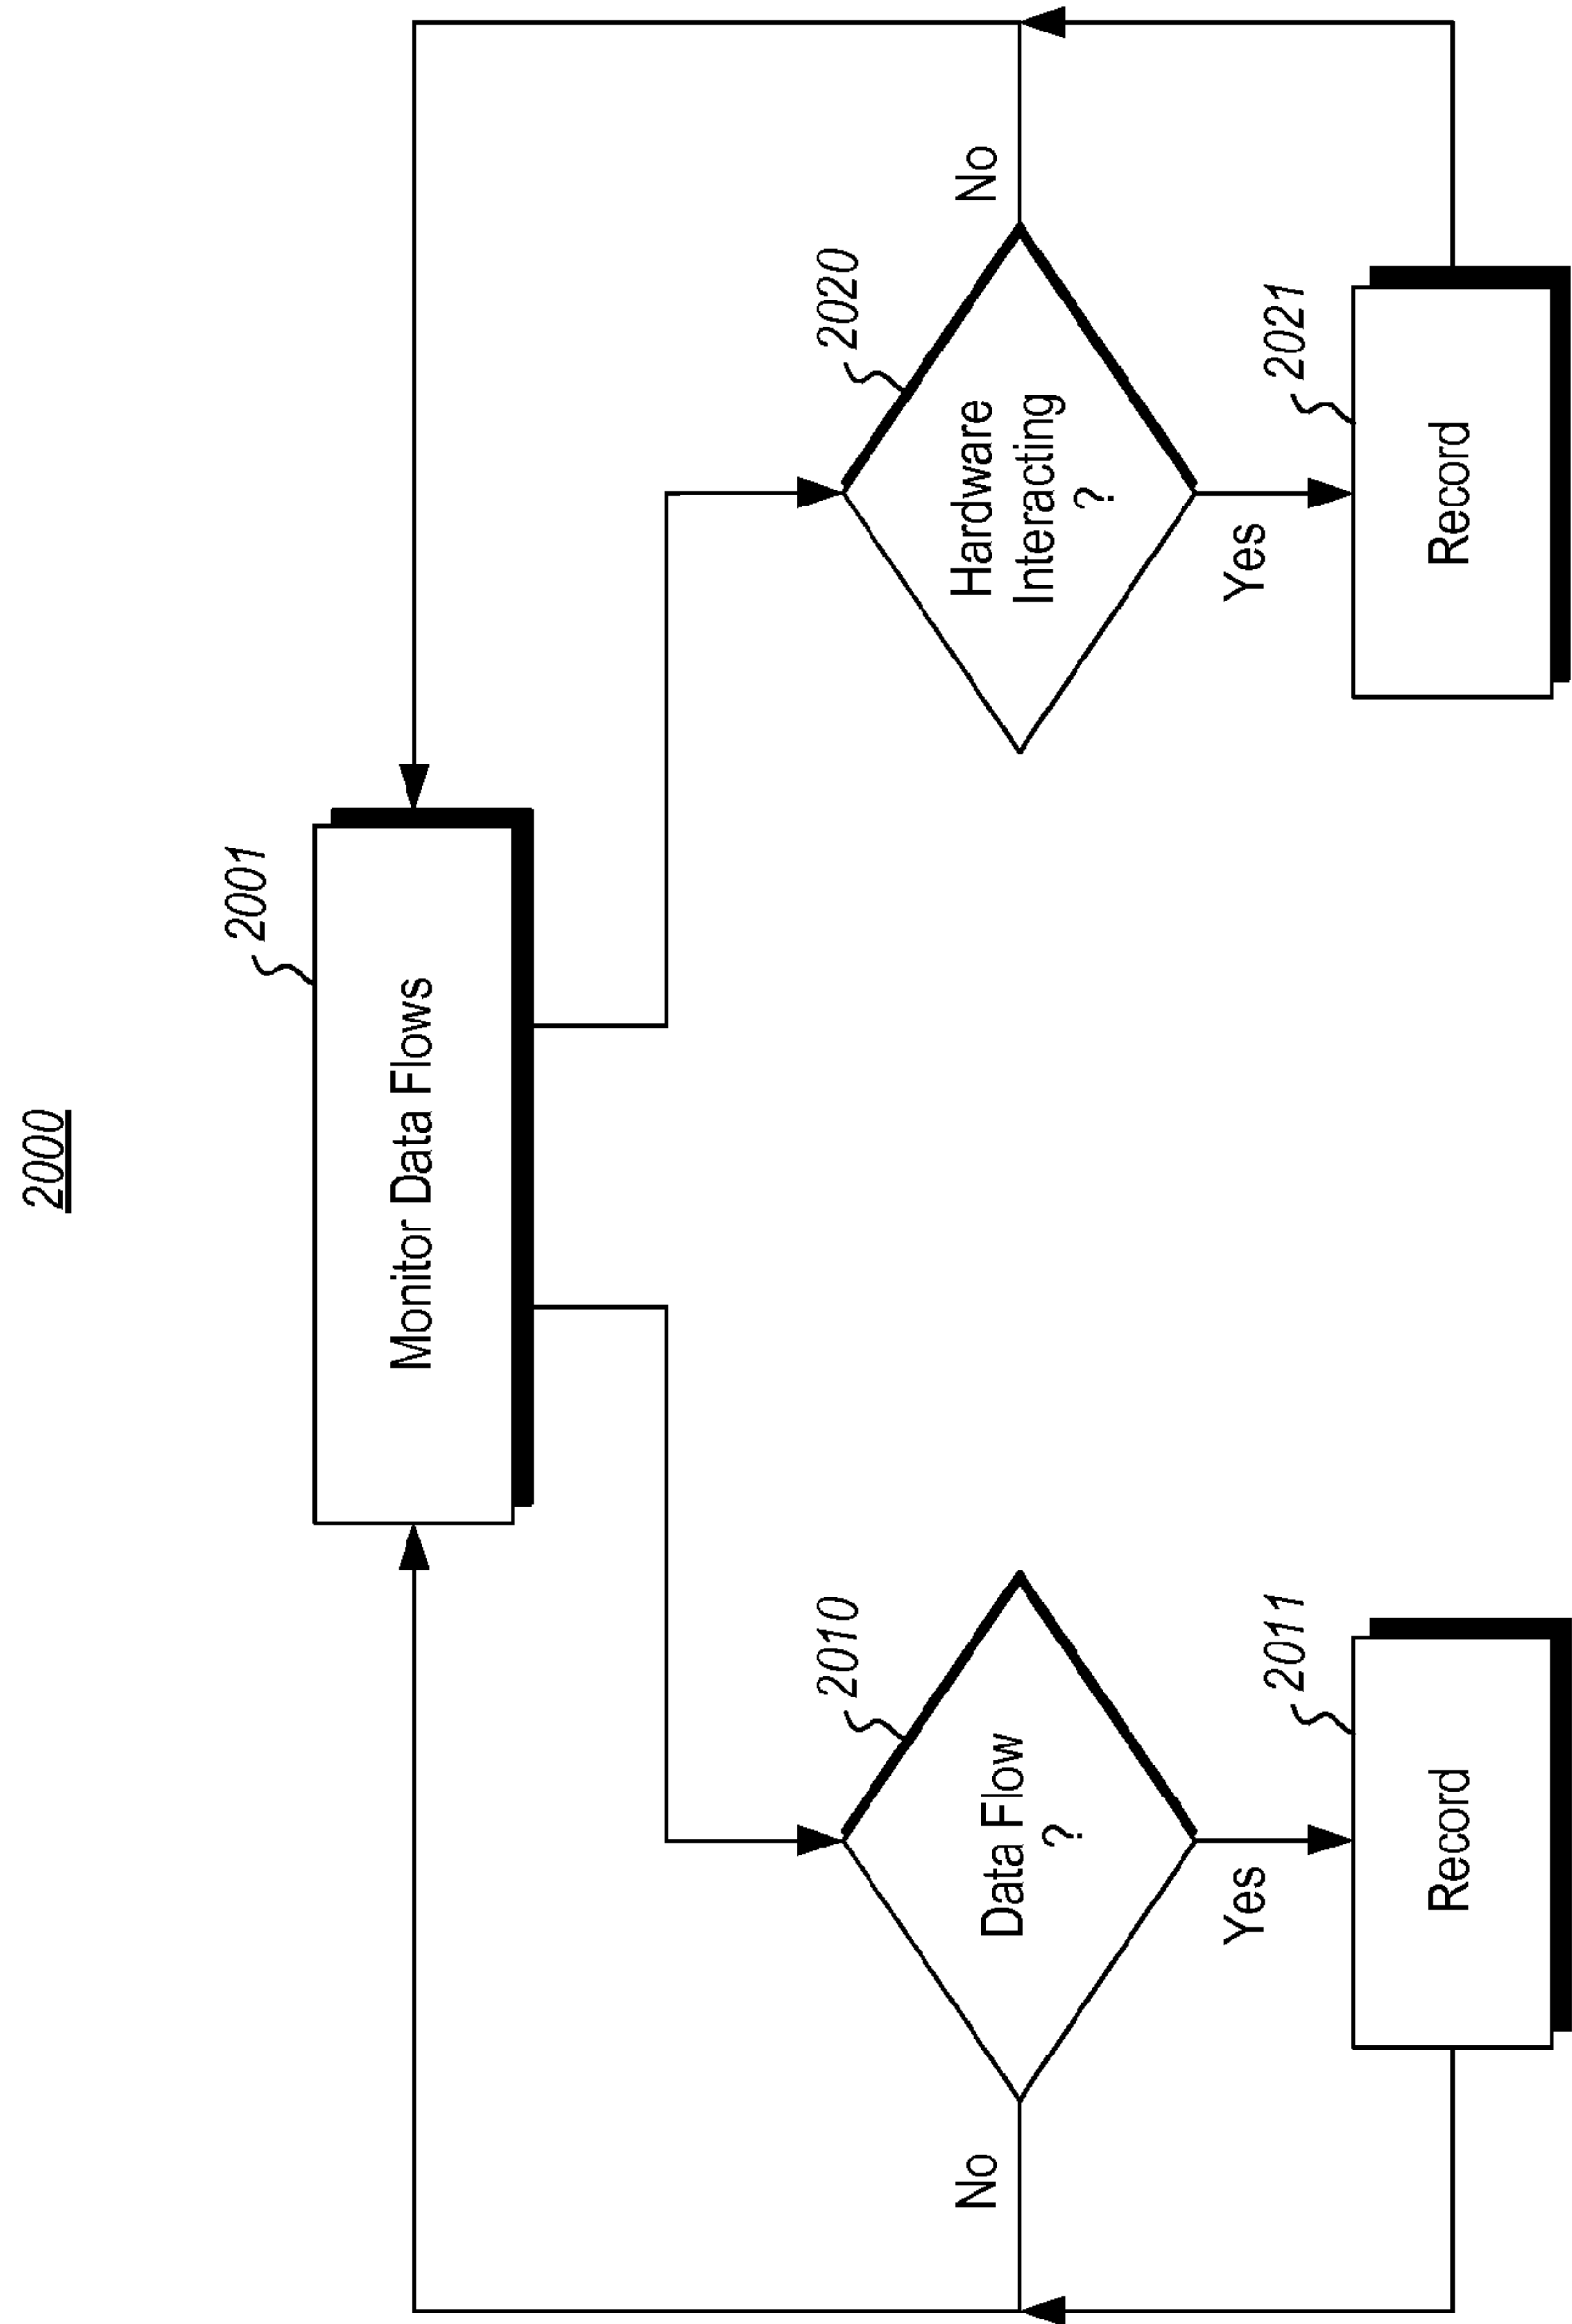 2000
2001
Monitor Data Flows
2010
Data Flow
?
No
Yes
2011
Record
2020
Hardware
Interacting
?
No
Yes
2021
Record